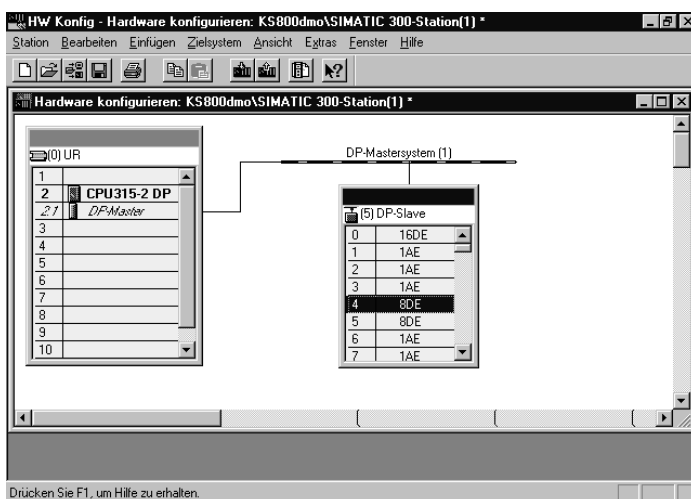 HW Konfig - Hardware konfigurieren: KS800dmo\SIMATIC 300-Station(1) *
Station Bearbeiten Einfügen Zielsystem Ansicht Extras Fenster Hilfe
Hardware konfigurieren: KS800dmo\SIMATIC 300-Station(1) *
(0) UR
1
2 CPU315-2 DP
2.1 DP-Master
3
4
5
6
7
8
9
10
DP-Mastersystem (1)
(5) DP-Slave
0 16DE
1 1AE
2 1AE
3 1AE
4 8DE
5 8DE
6 1AE
7 1AE
Drücken Sie F1, um Hilfe zu erhalten.